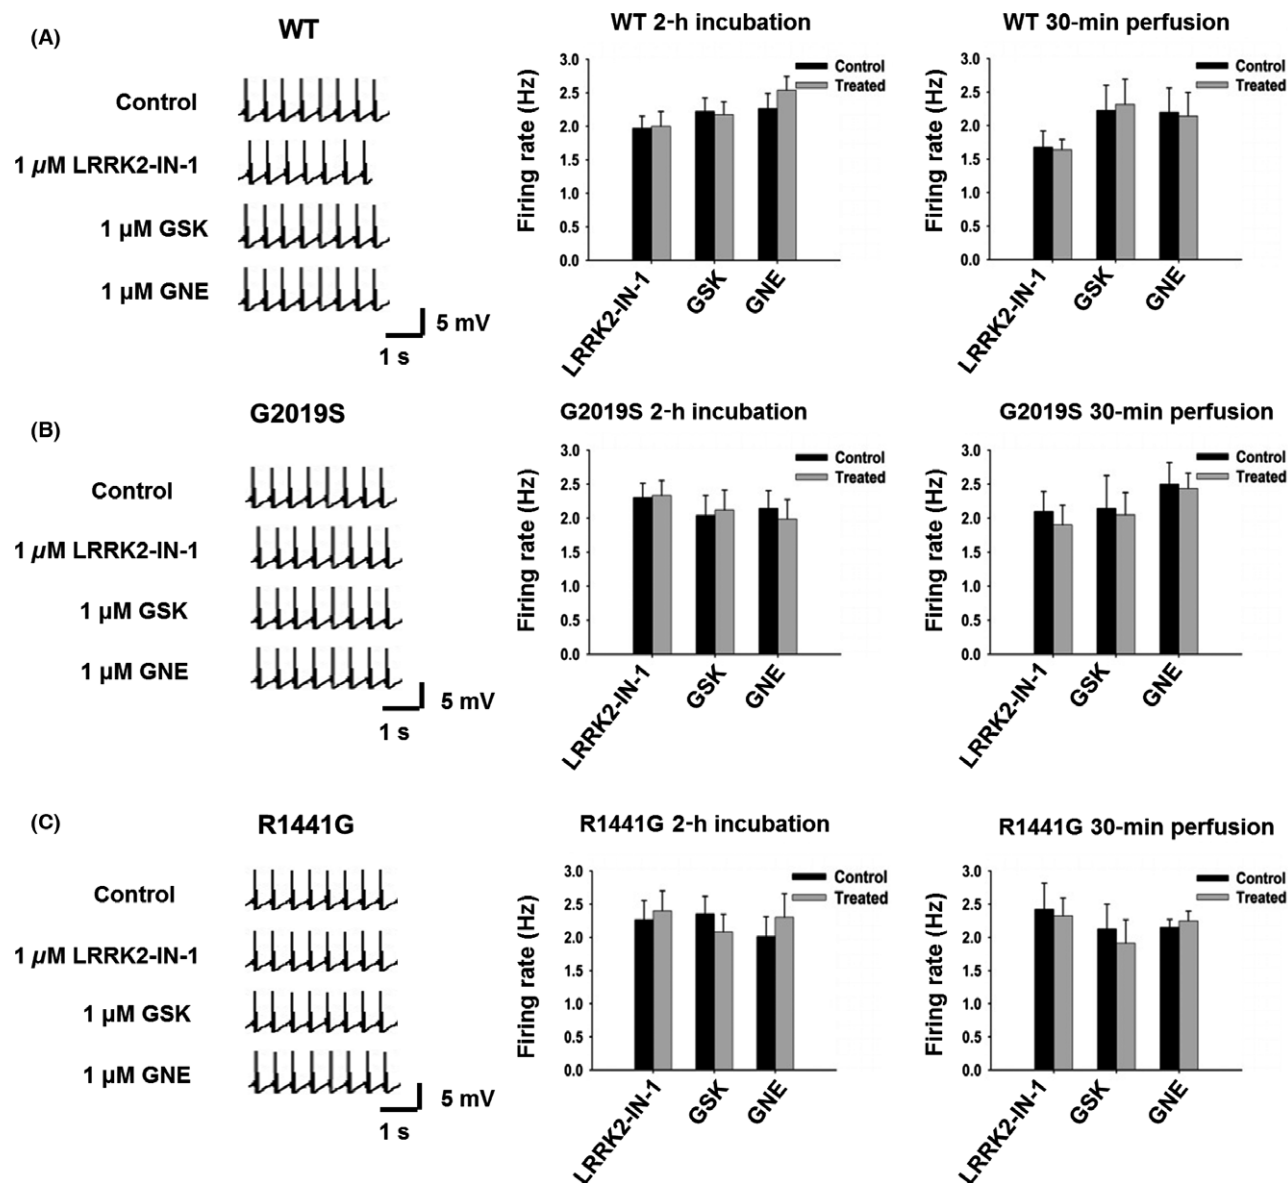 (A)
WT
Control
1 µM LRRK2-IN-1
1 µM GSK
1 µM GNE
5 mV
1 s
WT 2-h incubation
Control
Treated
Firing rate (Hz)
3.0
2.5
2.0
1.5
1.0
0.5
0.0
LRRK2-IN-1
GSK
GNE
WT 30-min perfusion
Control
Treated
Firing rate (Hz)
3.0
2.5
2.0
1.5
1.0
0.5
0.0
LRRK2-IN-1
GSK
GNE
(B)
G2019S
Control
1 µM LRRK2-IN-1
1 µM GSK
1 µM GNE
5 mV
1 s
G2019S 2-h incubation
Control
Treated
Firing rate (Hz)
3.0
2.5
2.0
1.5
1.0
0.5
0.0
LRRK2-IN-1
GSK
GNE
G2019S 30-min perfusion
Control
Treated
Firing rate (Hz)
3.0
2.5
2.0
1.5
1.0
0.5
0.0
LRRK2-IN-1
GSK
GNE
(C)
R1441G
Control
1 µM LRRK2-IN-1
1 µM GSK
1 µM GNE
5 mV
1 s
R1441G 2-h incubation
Control
Treated
Firing rate (Hz)
3.0
2.5
2.0
1.5
1.0
0.5
0.0
LRRK2-IN-1
GSK
GNE
R1441G 30-min perfusion
Control
Treated
Firing rate (Hz)
3.0
2.5
2.0
1.5
1.0
0.5
0.0
LRRK2-IN-1
GSK
GNE